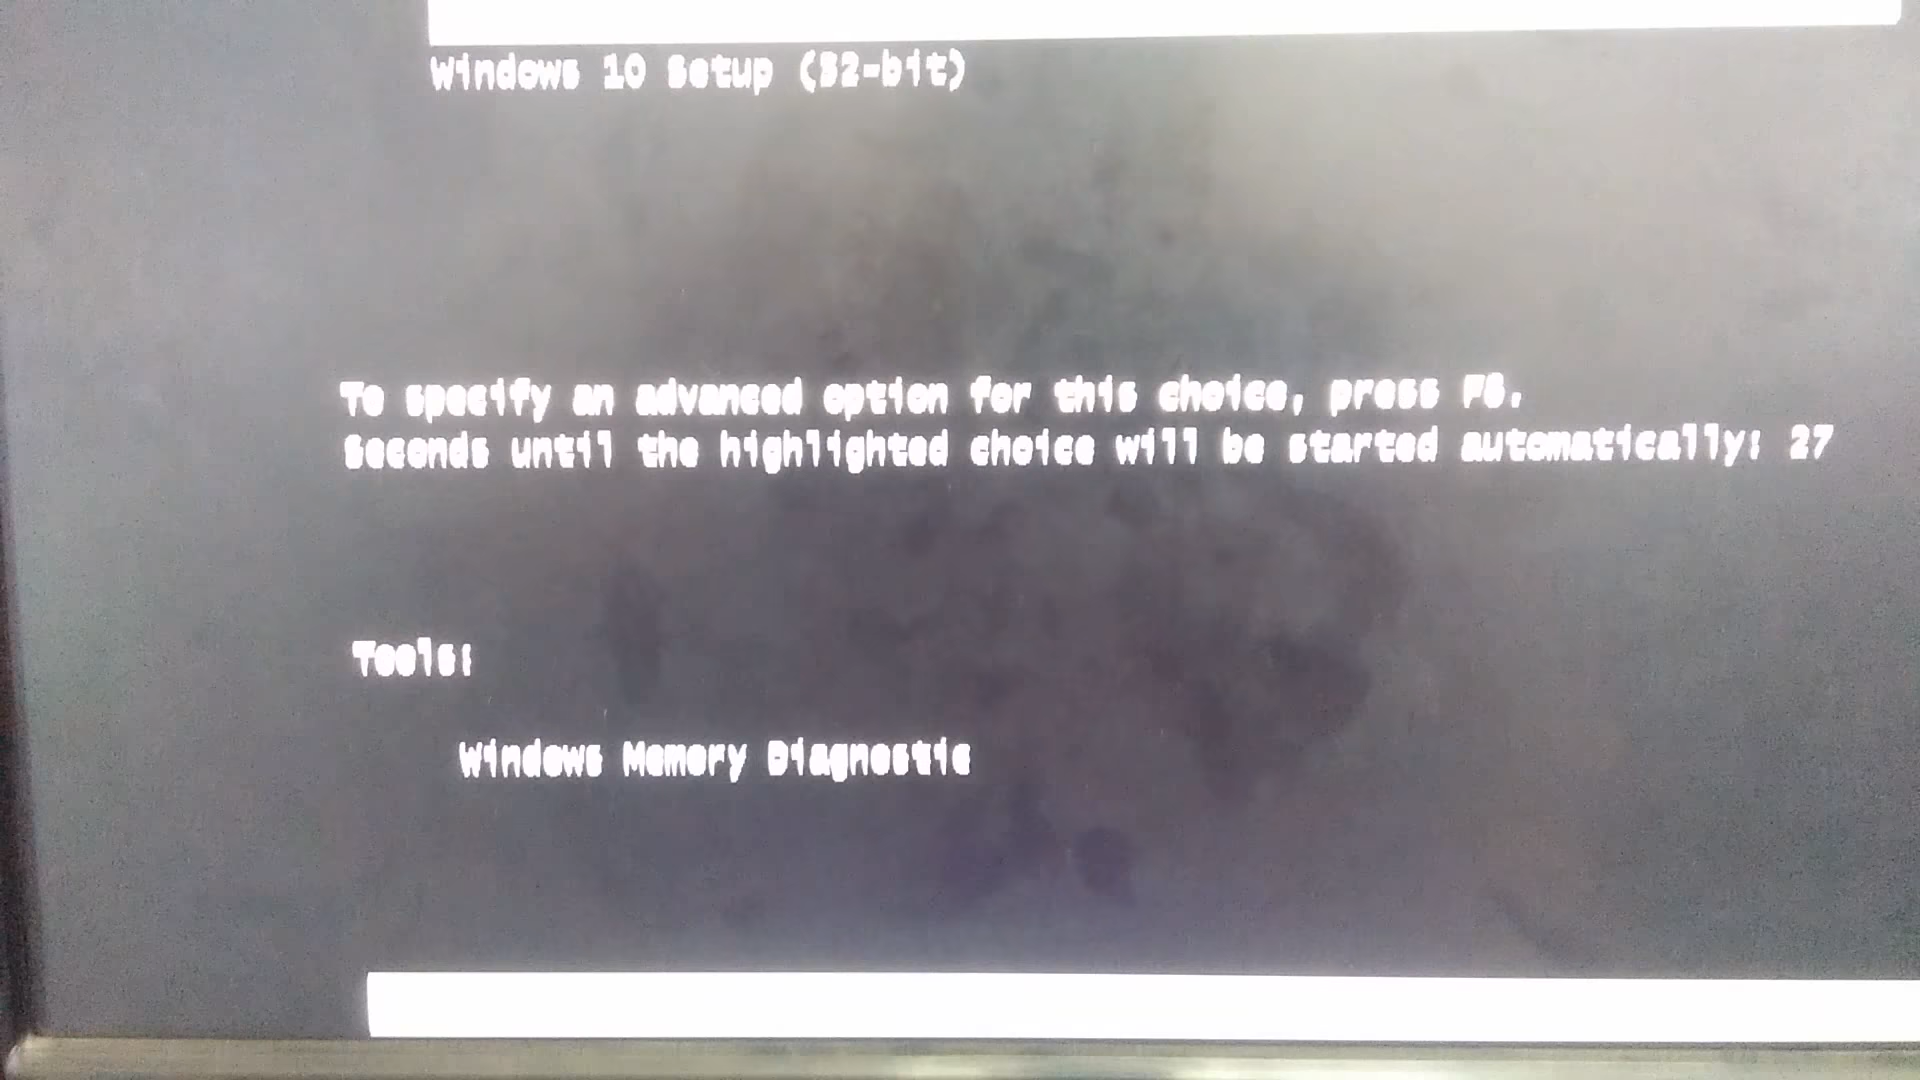 Windows 10 Setup (32-bit)
To specify an advanced option for this choice, press F8.
Seconds until the highlighted choice will be started automatically: 27
Tools:
Windows Memory Diagnostic